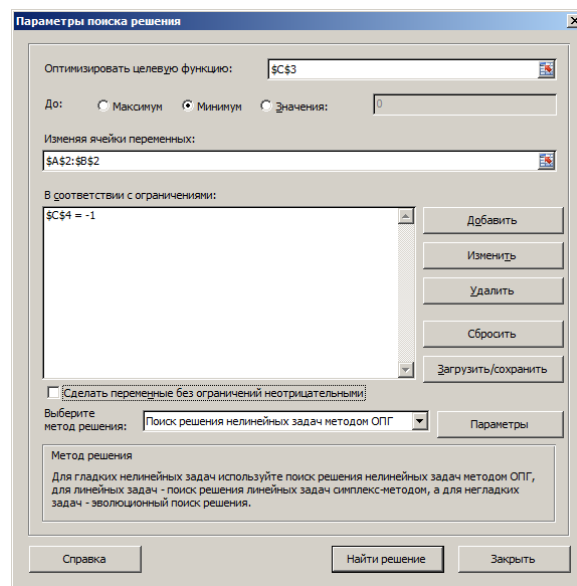 Параметры поиска решения
Оптимизировать целевую функцию: $C$3
До: Максимум Минимум Значения: 0
Изменяя ячейки переменных:
$A$2:$B$2
В соответствии с ограничениями:
$C$4 = -1
Добавить
Изменить
Удалить
Сбросить
Загрузить/сохранить
Сделать переменные без ограничений неотрицательными
Выберите
метод решения: Поиск решения нелинейных задач методом ОПГ Параметры
Метод решения
Для гладких нелинейных задач используйте поиск решения нелинейных задач методом ОПГ,
для линейных задач - поиск решения линейных задач симплекс-методом, а для негладких
задач - эволюционный поиск решения.
Справка Найти решение Закрыть